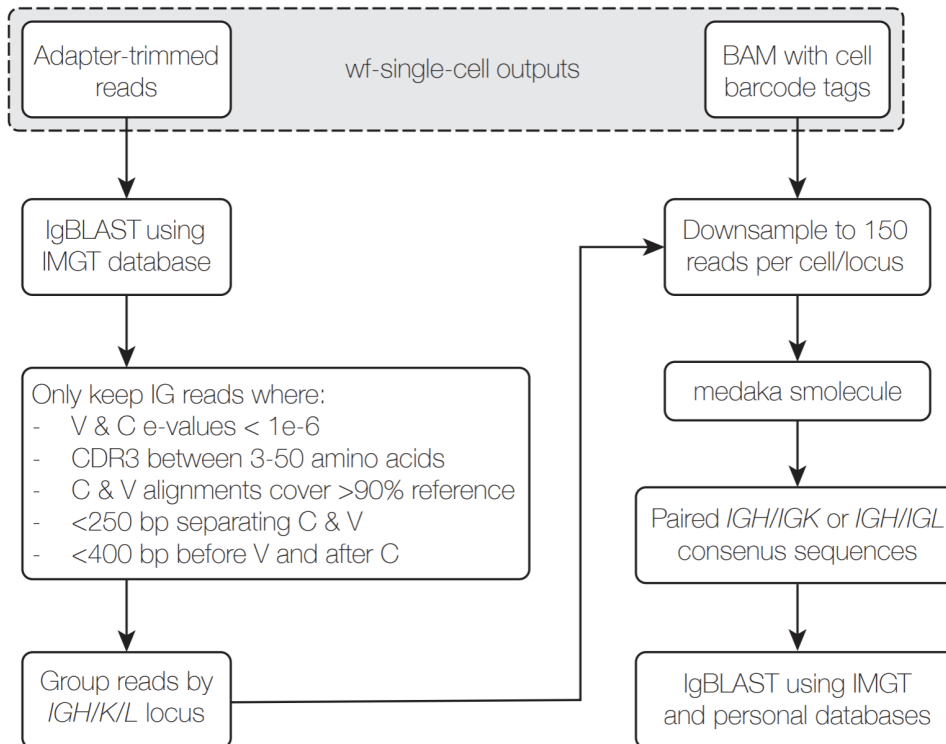 Adapter-trimmed
reads
wf-single-cell outputs
BAM with cell
barcode tags
IgBLAST using
IMGT database
Only keep IG reads where:
- V & C e-values < 1e-6
- CDR3 between 3-50 amino acids
- C & V alignments cover >90% reference
- <250 bp separating C & V
- <400 bp before V and after C
Group reads by
IGH/K/L locus
Downsample to 150
reads per cell/locus
medaka smolecule
Paired IGH/IGK or IGH/IGL
consenus sequences
IgBLAST using IMGT
and personal databases